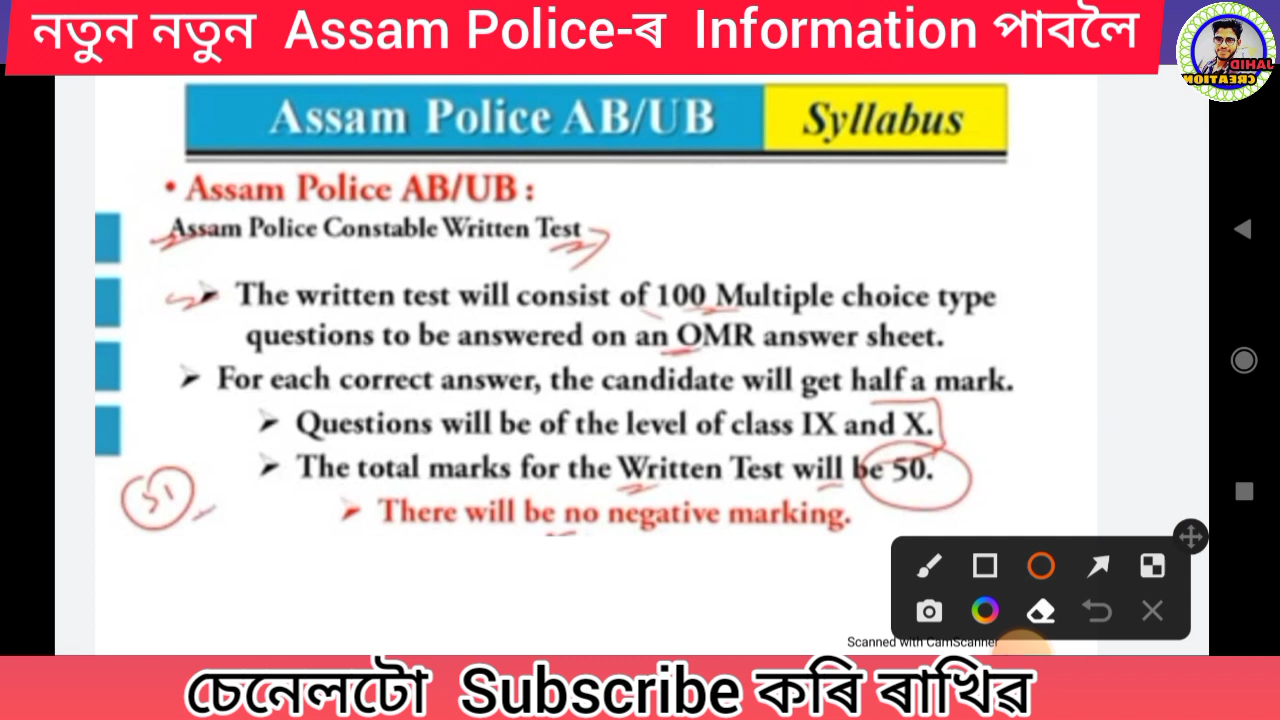 নতুন নতুন Assam Police-ৰ Information পাবলৈ
JAHID
CREATION
Assam Police AB/UB Syllabus
• Assam Police AB/UB :
Assam Police Constable Written Test
➢ The written test will consist of 100 Multiple choice type
questions to be answered on an OMR answer sheet.
➢ For each correct answer, the candidate will get half a mark.
➢ Questions will be of the level of class IX and X.
➢ The total marks for the Written Test will be 50.
➢ There will be no negative marking.
Scanned with CamScanner
চেনেলটো Subscribe কৰি ৰাখিৱ